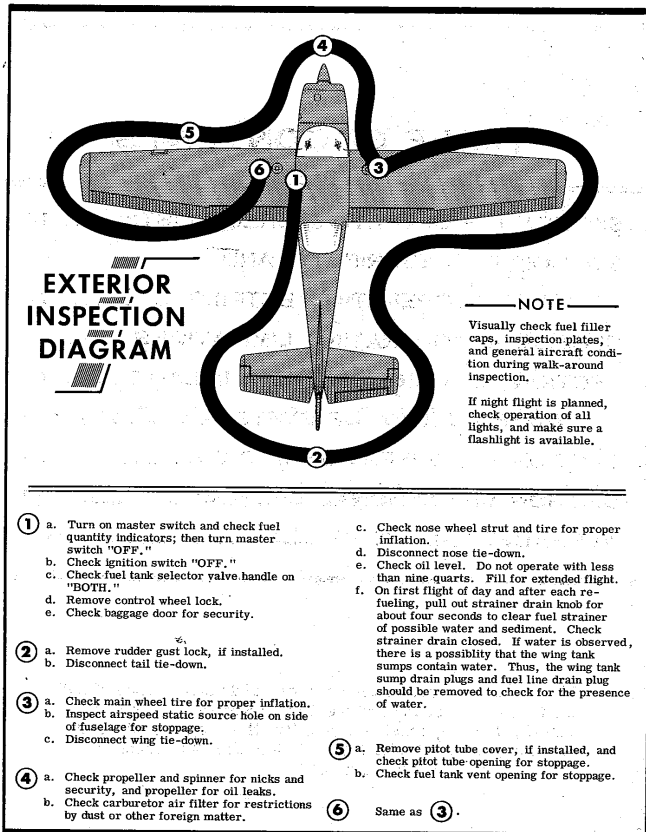 4
5
6
1
3
EXTERIOR
INSPECTION
DIAGRAM
NOTE
Visually check fuel filler
caps, inspection plates,
and general aircraft condi-
tion during walk-around
inspection.
If night flight is planned,
check operation of all
lights, and make sure a
flashlight is available.
2
1 a. Turn on master switch and check fuel
quantity indicators; then turn master
switch "OFF."
b. Check ignition switch "OFF."
c. Check fuel tank selector valve handle on
"BOTH."
d. Remove control wheel lock.
e. Check baggage door for security.
2 a. Remove rudder gust lock, if installed.
b. Disconnect tail tie-down.
3 a. Check main wheel tire for proper inflation.
b. Inspect airspeed static source hole on side
of fuselage for stoppage.
c. Disconnect wing tie-down.
4 a. Check propeller and spinner for nicks and
security, and propeller for oil leaks.
b. Check carburetor air filter for restrictions
by dust or other foreign matter.
c. Check nose wheel strut and tire for proper
inflation.
d. Disconnect nose tie-down.
e. Check oil level. Do not operate with less
than nine quarts. Fill for extended flight.
f. On first flight of day and after each re-
fueling, pull out strainer drain knob for
about four seconds to clear fuel strainer
of possible water and sediment. Check
strainer drain closed. If water is observed,
there is a possiblity that the wing tank
sumps contain water. Thus, the wing tank
sump drain plugs and fuel line drain plug
should be removed to check for the presence
of water.
5 a. Remove pitot tube cover, if installed, and
check pitot tube opening for stoppage.
b. Check fuel tank vent opening for stoppage.
6 Same as 3.